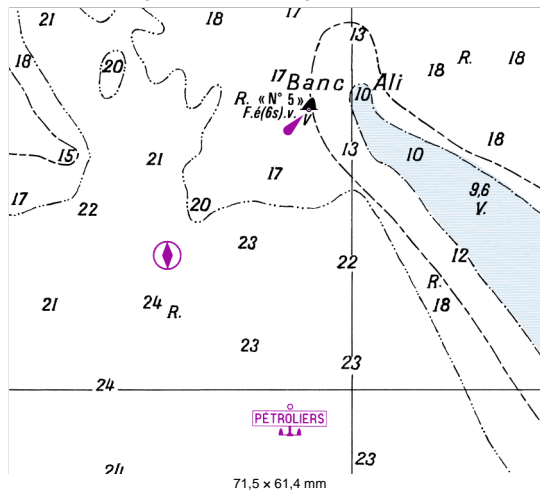 21 18 17 13 18
18 20 17 R. 18
18
Banc Ali
R. « N° 5 » 10
F.é(6s).v. V
15 21 13 10 18
17 22 20 17 9,6
V.
23 22 12
21 24 R. R. 18
23 23
24
PÉTROLIERS
24 23
71,5 × 61,4 mm